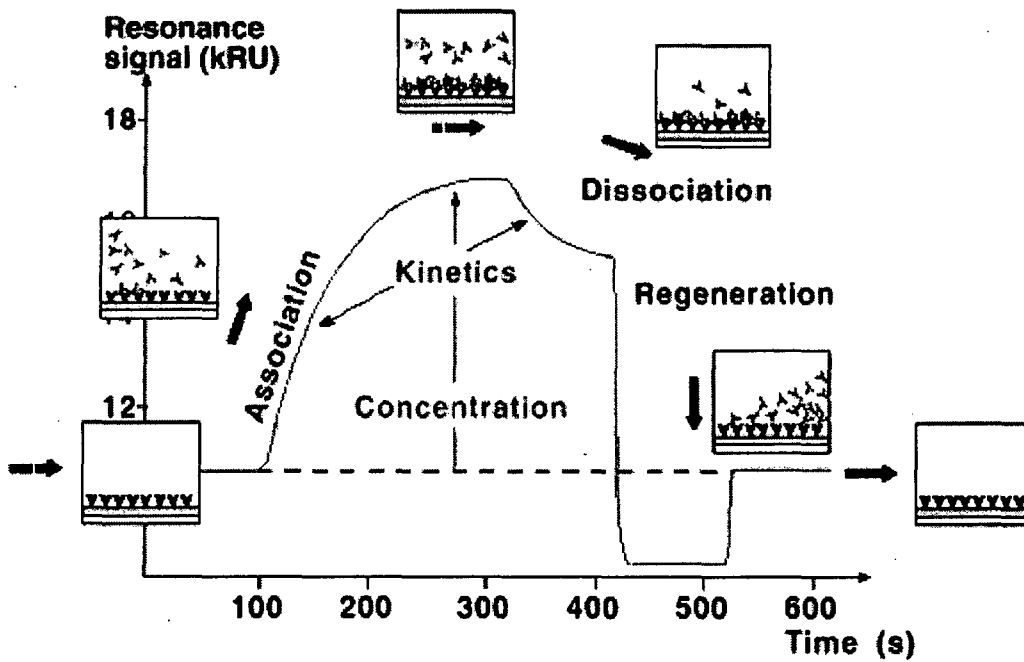 Resonance
signal (kRU)
18
Dissociation
Kinetics
Regeneration
Association
12
Concentration
100 200 300 400 500 600
Time (s)